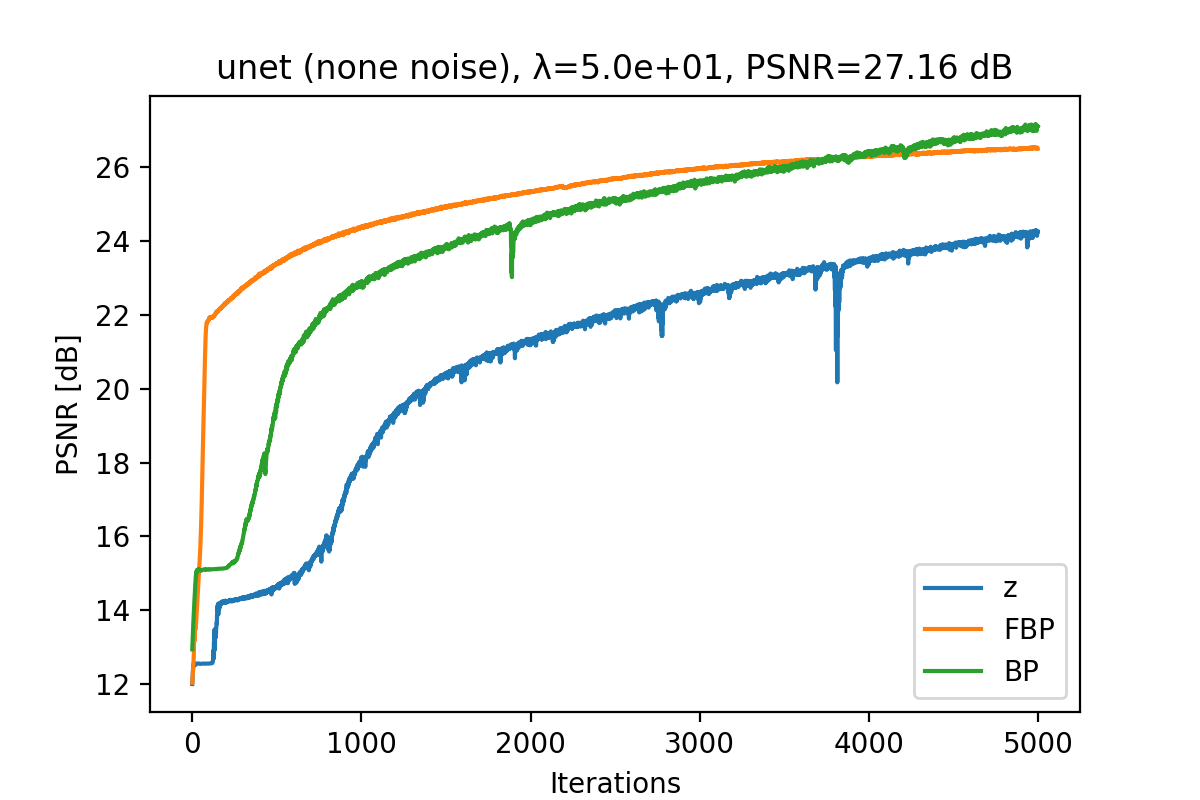 unet (none noise), λ=5.0e+01, PSNR=27.16 dB
PSNR [dB]
26
24
22
20
18
16
14
12
z
FBP
BP
0 1000 2000 3000 4000 5000
Iterations